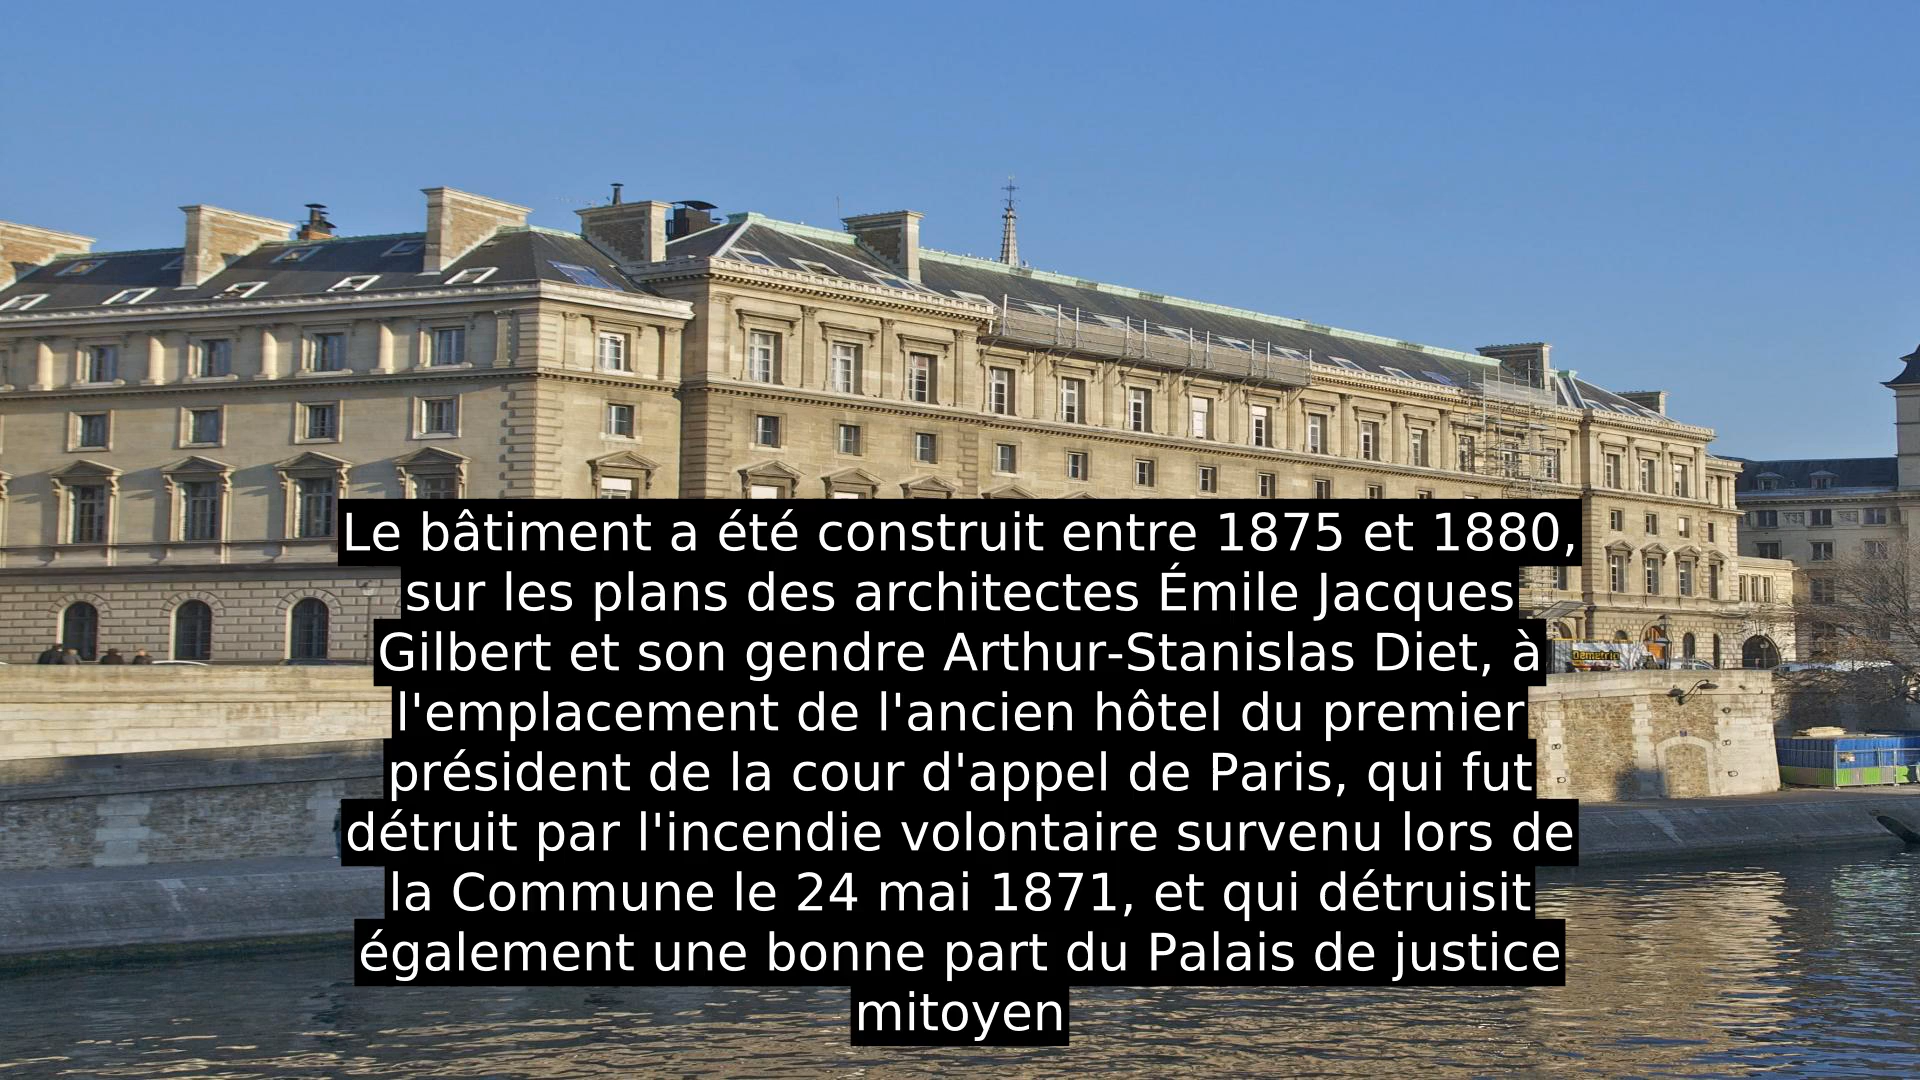 Le bâtiment a été construit entre 1875 et 1880,
sur les plans des architectes Émile Jacques
Gilbert et son gendre Arthur-Stanislas Diet, à
l'emplacement de l'ancien hôtel du premier
président de la cour d'appel de Paris, qui fut
détruit par l'incendie volontaire survenu lors de
la Commune le 24 mai 1871, et qui détruisit
également une bonne part du Palais de justice
mitoyen
Demetrio